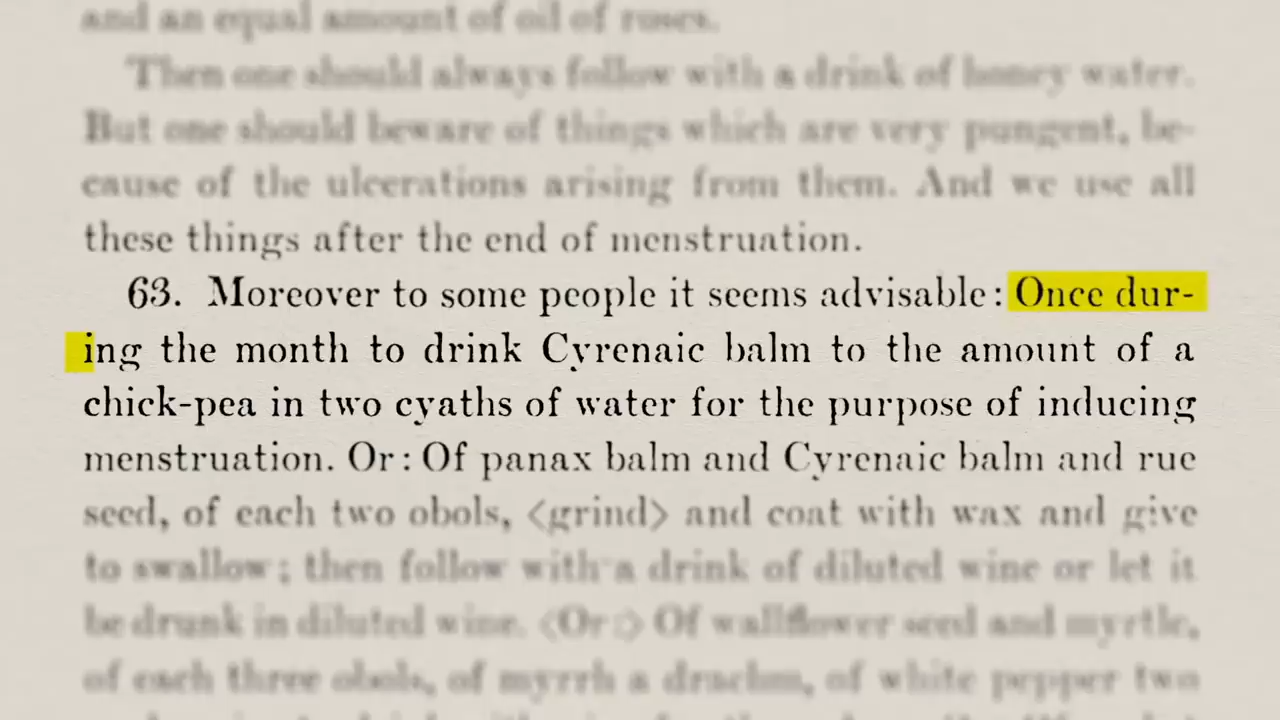 and an equal amount of oil of roses.
Then one should always follow with a drink of honey water.
But one should beware of things which are very pungent, be-
cause of the ulcerations arising from them. And we use all
these things after the end of menstruation.
63. Moreover to some people it seems advisable: Once dur-
ing the month to drink Cyrenaic balm to the amount of a
chick-pea in two cyaths of water for the purpose of inducing
menstruation. Or: Of panax balm and Cyrenaic balm and rue
seed, of each two obols, <grind> and coat with wax and give
to swallow; then follow with a drink of diluted wine or let it
be drunk in diluted wine. <Or:> Of wallflower seed and myrtle,
of each three obols, of myrrh a drachm, of white pepper two